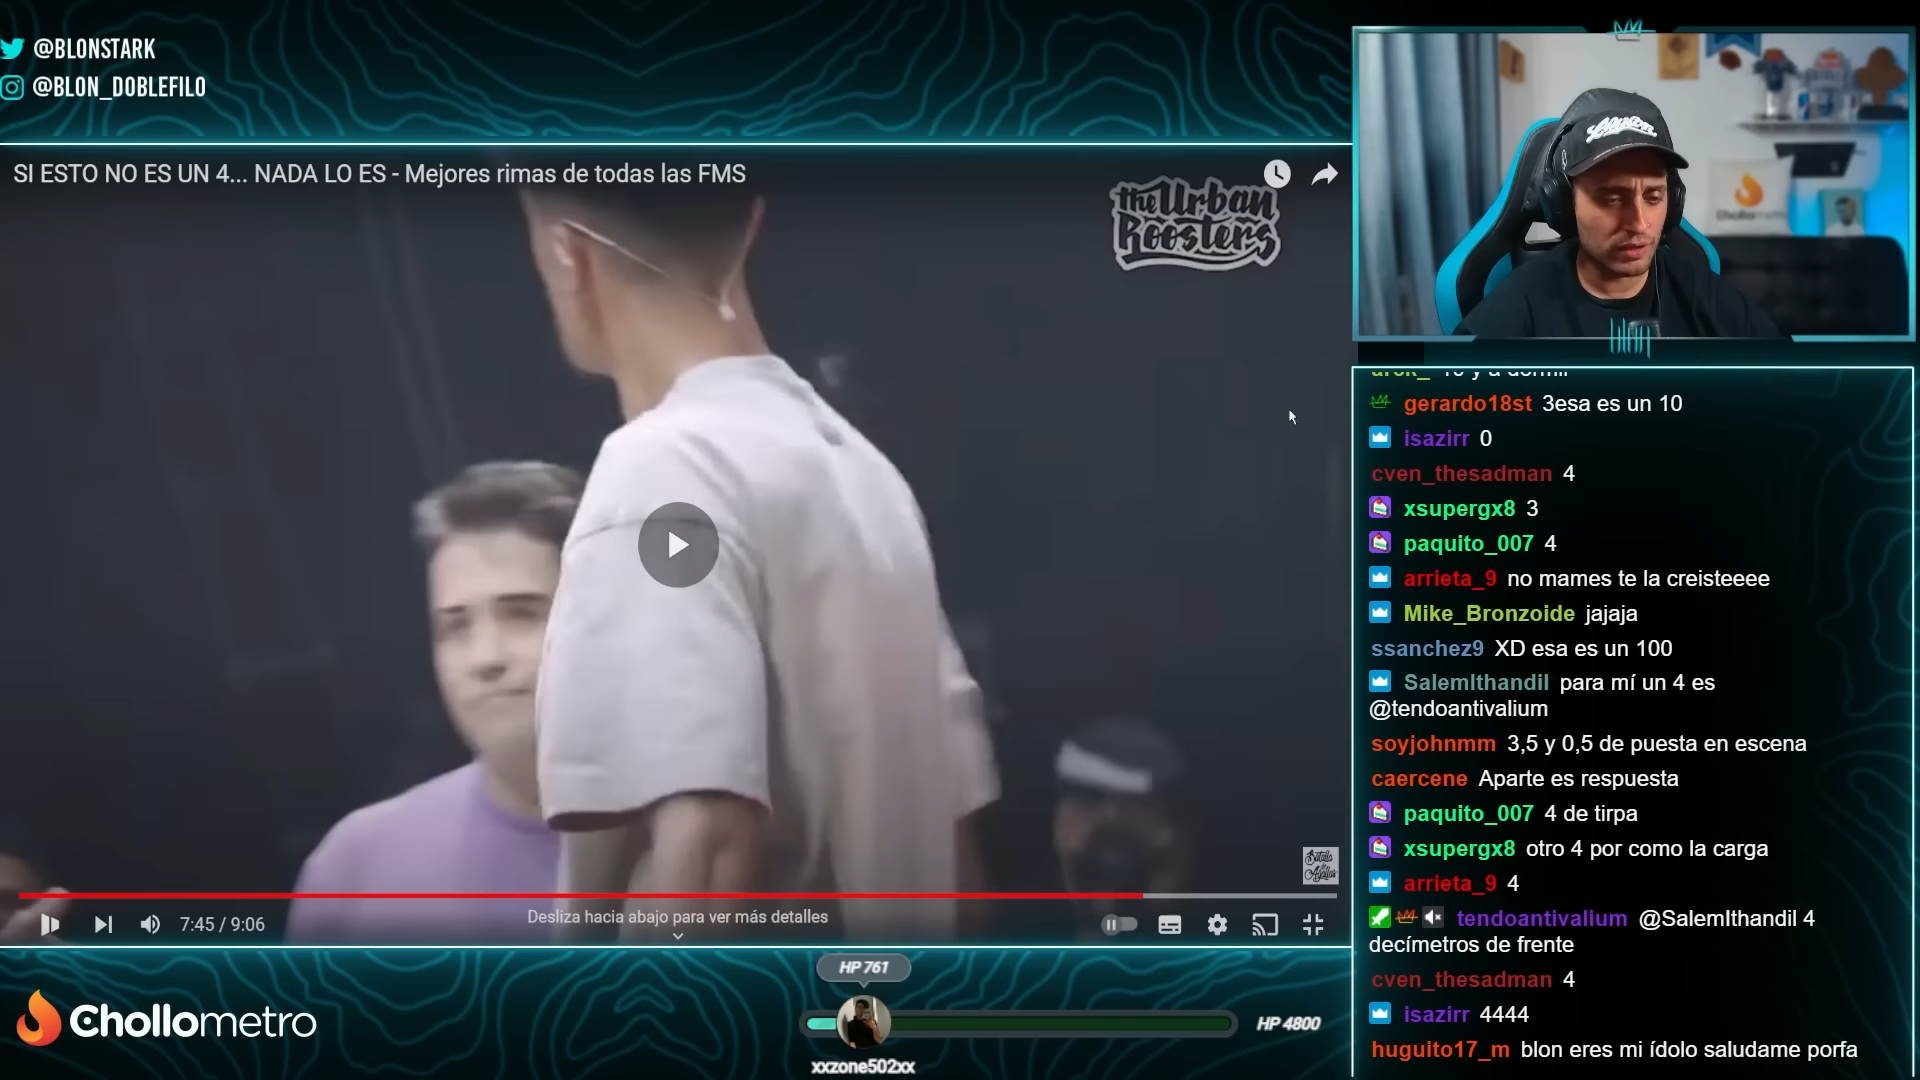 @BLONSTARK
@BLON_DOBLEFILO
SI ESTO NO ES UN 4... NADA LO ES - Mejores rimas de todas las FMS
the Urban
Roosters
gerardo18st 3esa es un 10
isazirr 0
cven_thesadman 4
xsupergx8 3
paquito_007 4
arrieta_9 no mames te la creisteeee
Mike_Bronzoide jajaja
ssanchez9 XD esa es un 100
SalemIthandil para mí un 4 es
@tendoantivalium
soyjohnmm 3,5 y 0,5 de puesta en escena
caercene Aparte es respuesta
paquito_007 4 de tirpa
xsupergx8 otro 4 por como la carga
arrieta_9 4
tendoantivalium @SalemIthandil 4
decímetros de frente
cven_thesadman 4
isazirr 4444
huguito17_m blon eres mi ídolo saludame porfa
7:45 / 9:06
Desliza hacia abajo para ver más detalles
HP 761
HP 4800
xxzone502xx
Chollometro